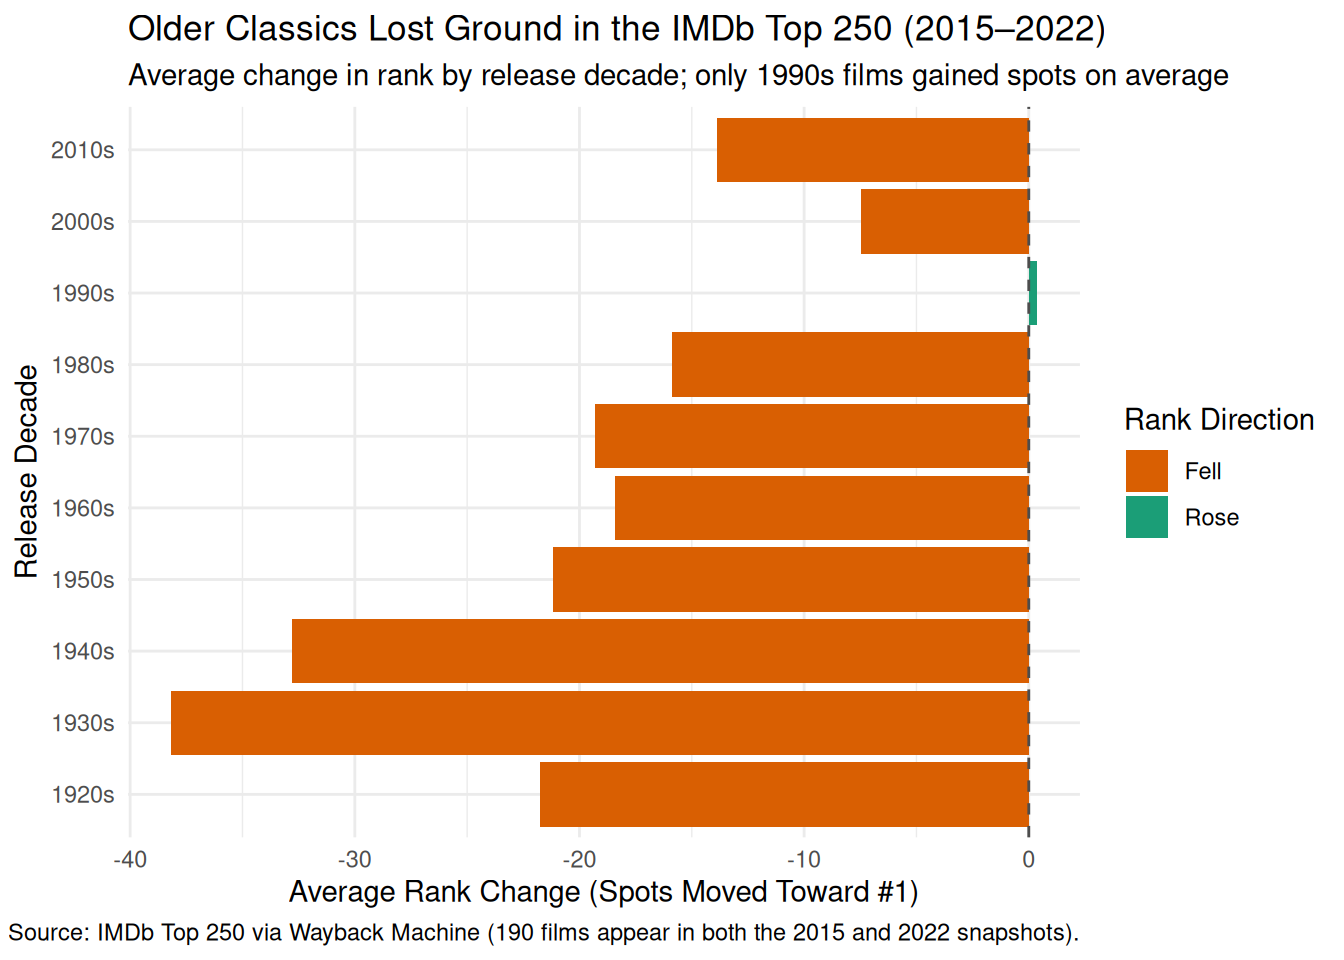 Older Classics Lost Ground in the IMDb Top 250 (2015–2022)
Average change in rank by release decade; only 1990s films gained spots on average
Release Decade
2010s
2000s
1990s
1980s
1970s
1960s
1950s
1940s
1930s
1920s
-40
-30
-20
-10
0
Average Rank Change (Spots Moved Toward #1)
Rank Direction
Fell
Rose
Source: IMDb Top 250 via Wayback Machine (190 films appear in both the 2015 and 2022 snapshots).